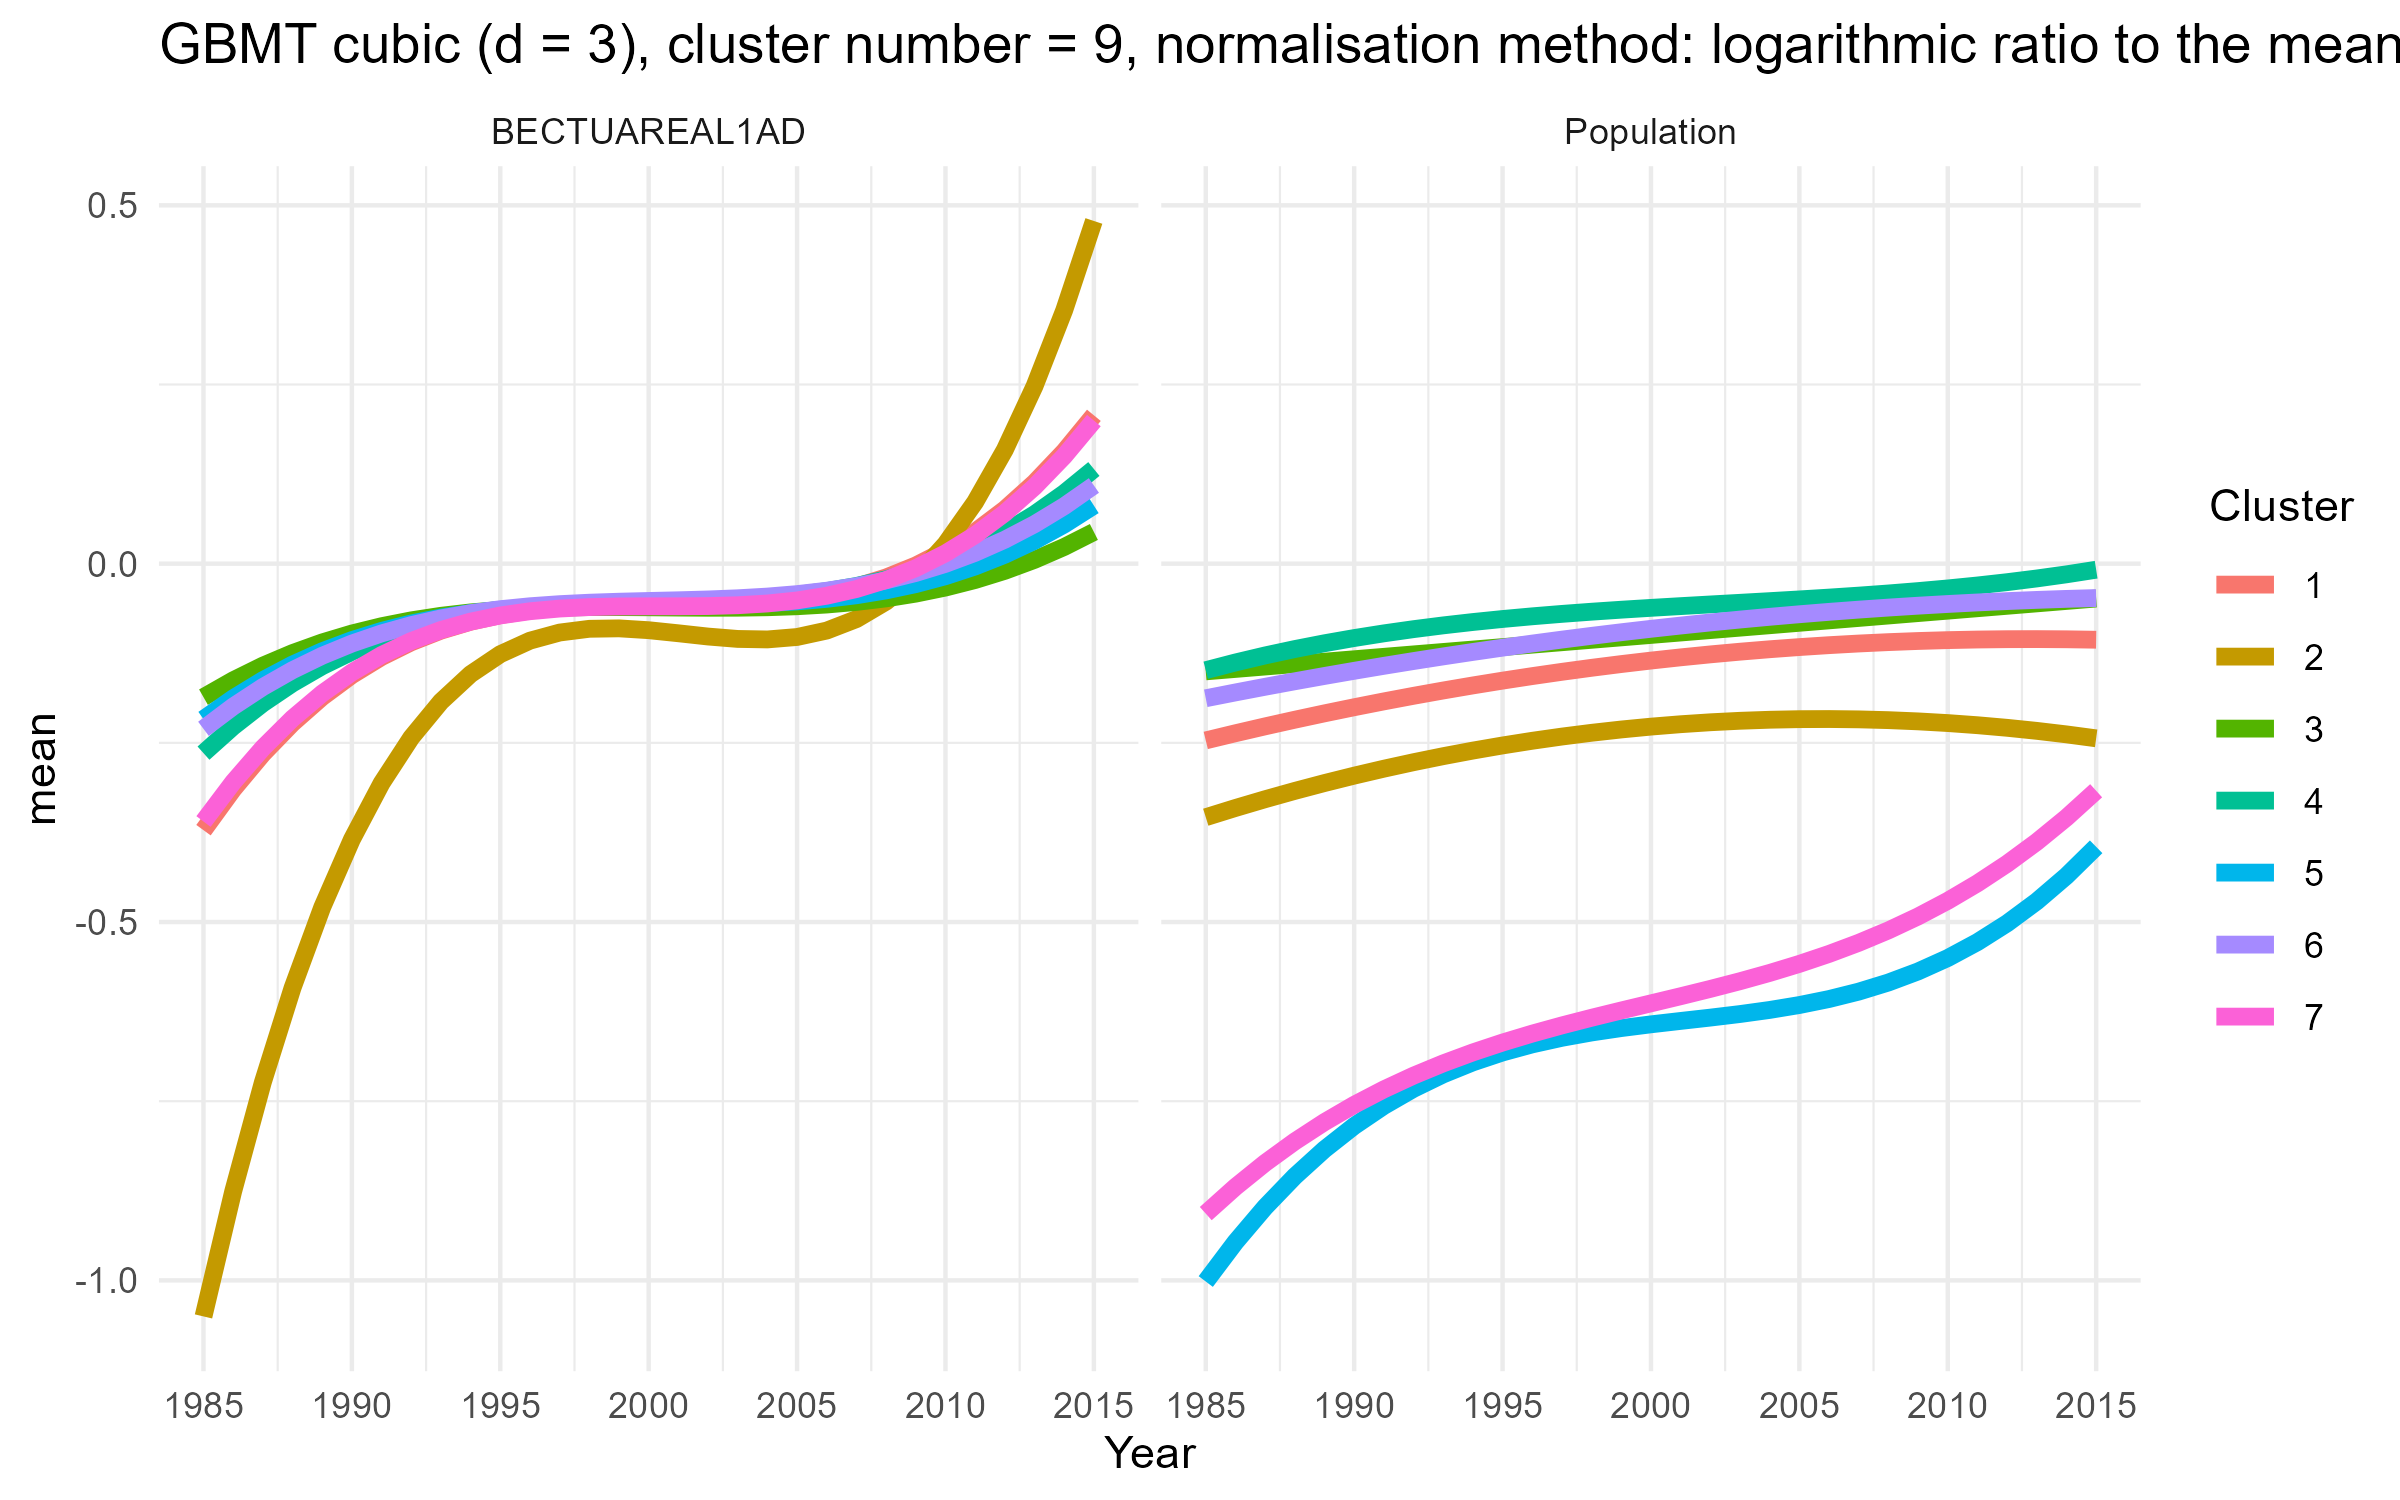 GBMT cubic (d = 3), cluster number = 9, normalisation method: logarithmic ratio to the mean
BECTUAREAL1AD
Population
0.5
0.0
-0.5
-1.0
mean
1985 1990 1995 2000 2005 2010 2015
1985 1990 1995 2000 2005 2010 2015
Year
Cluster
1
2
3
4
5
6
7